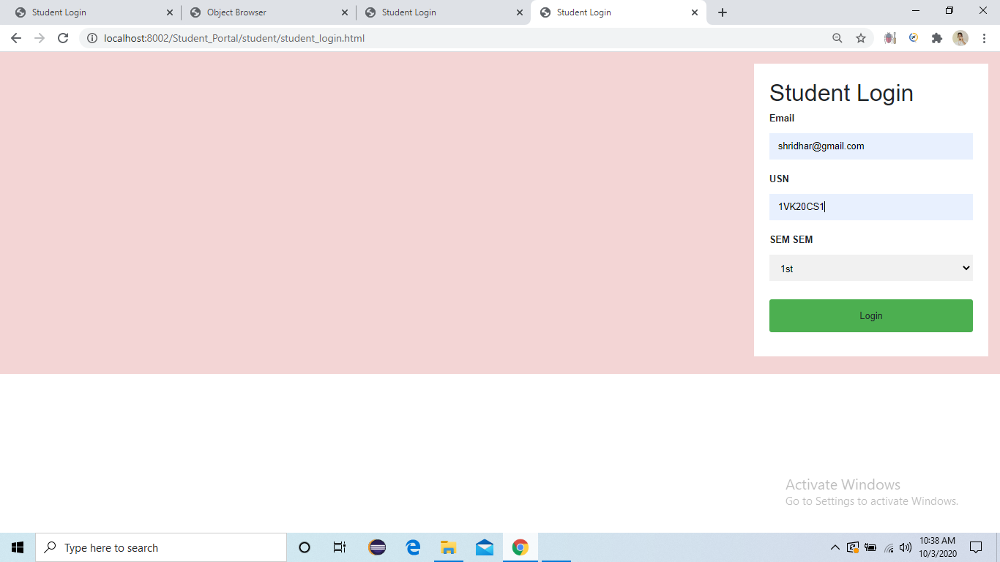 Student Login
Object Browser
Student Login
Student Login
localhost:8002/Student_Portal/student/student_login.html
Student Login
Email
shridhar@gmail.com
USN
1VK20CS1
SEM SEM
1st
Login
Activate Windows
Go to Settings to activate Windows.
Type here to search
10:38 AM
10/3/2020